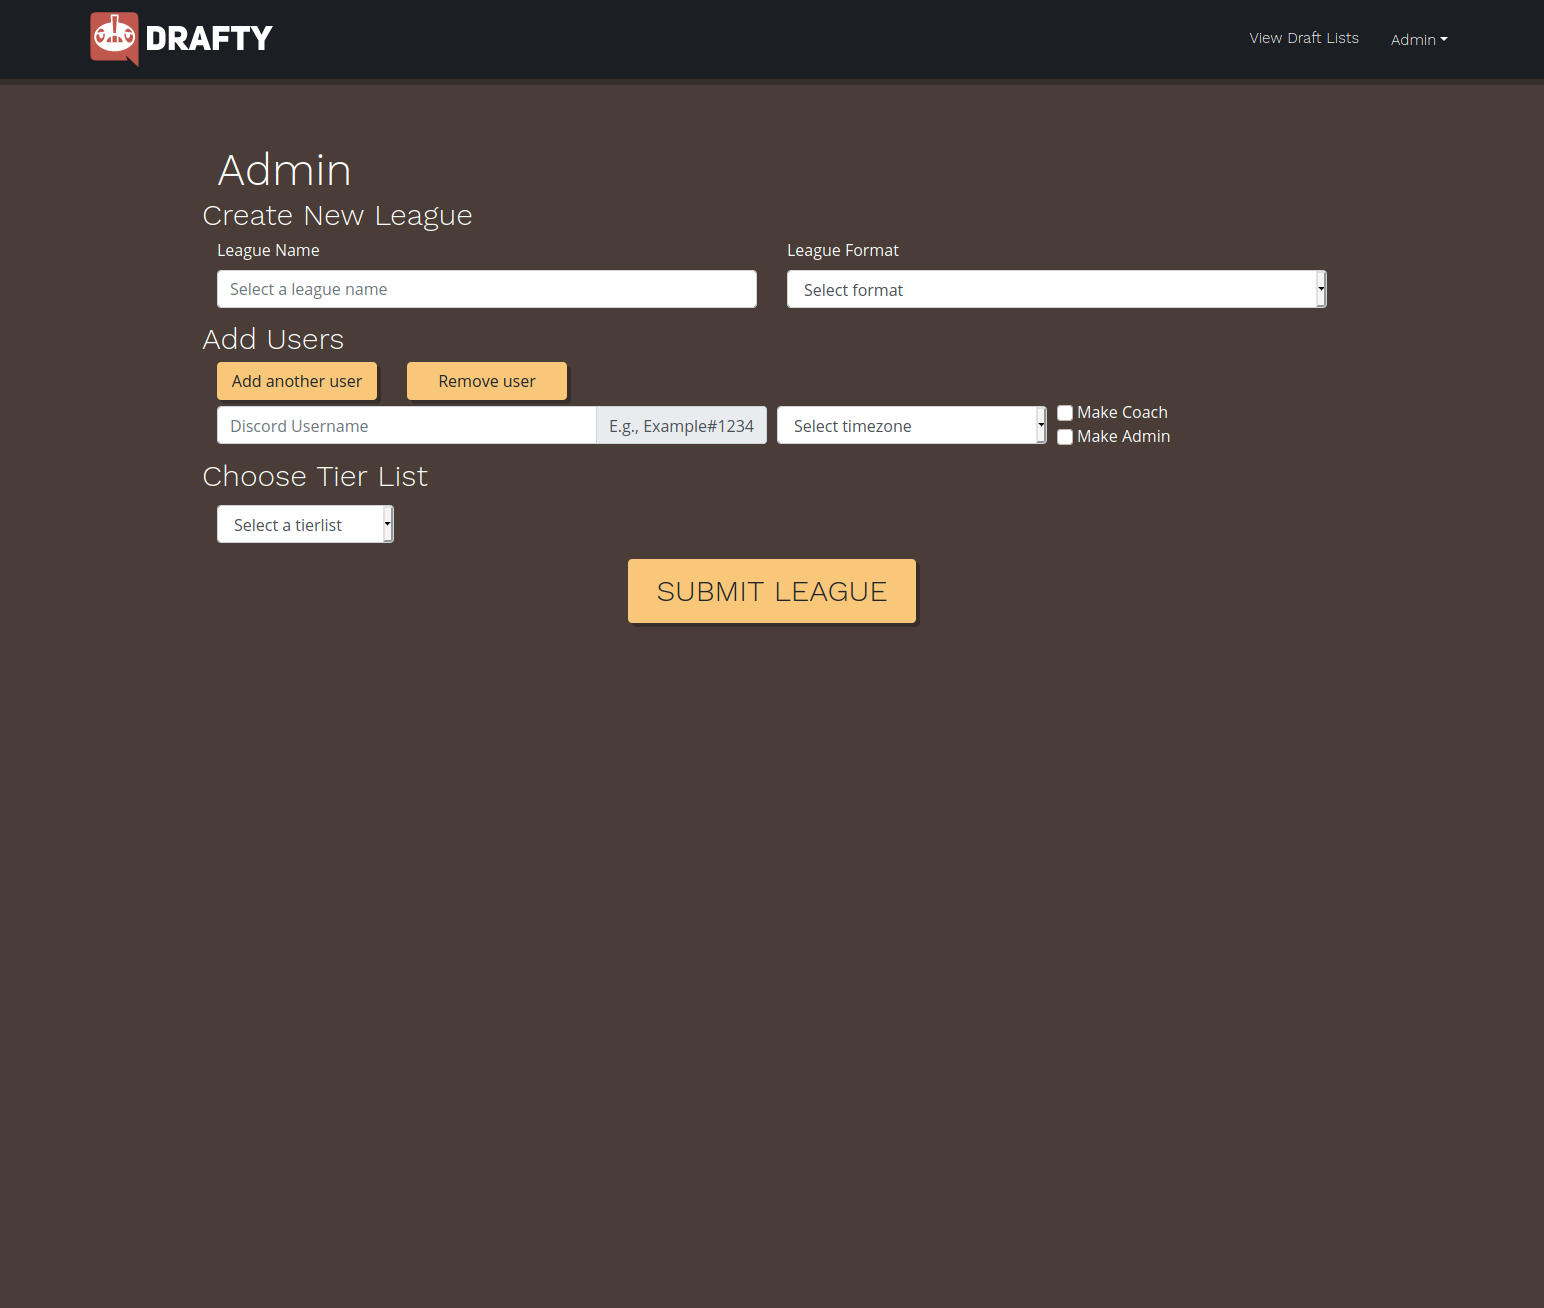 DRAFTY
View Draft Lists Admin
Admin
Create New League
League Name League Format
Select a league name Select format
Add Users
Add another user Remove user
Discord Username E.g., Example#1234 Select timezone Make Coach
Make Admin
Choose Tier List
Select a tierlist
SUBMIT LEAGUE